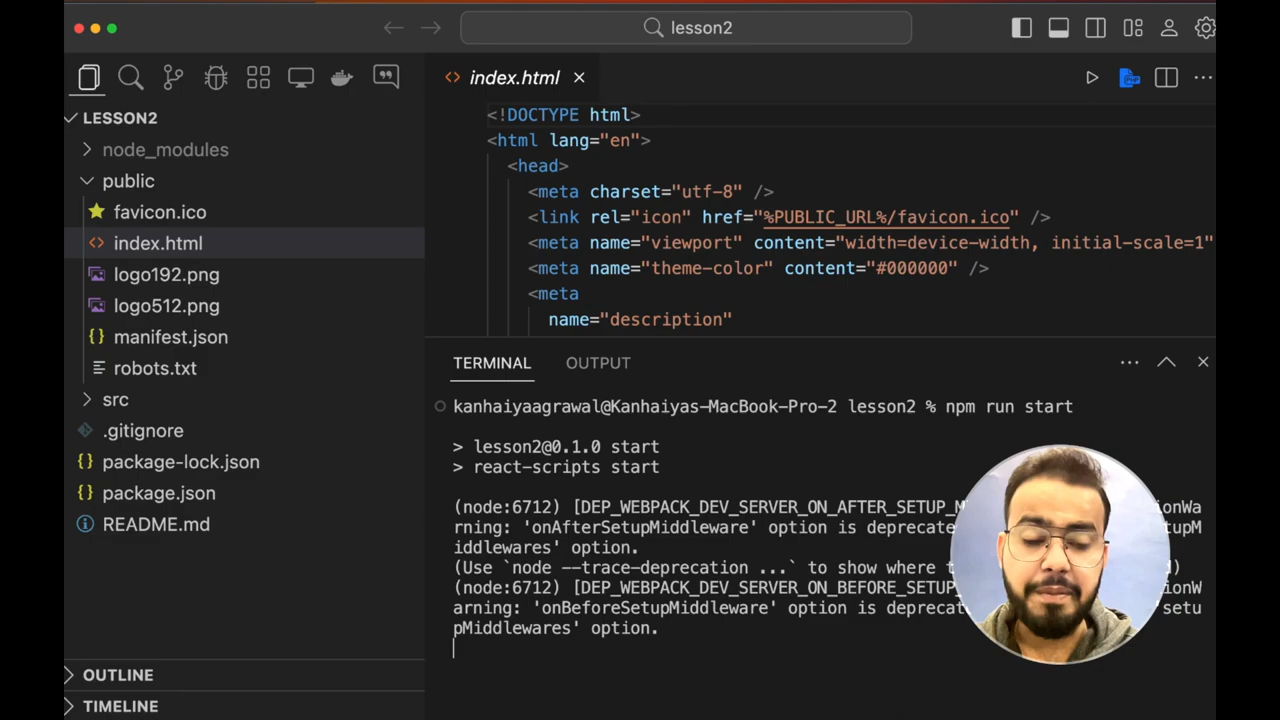 lesson2
LESSON2
node_modules
public
favicon.ico
index.html
logo192.png
logo512.png
manifest.json
robots.txt
src
.gitignore
package-lock.json
package.json
README.md
OUTLINE
TIMELINE
index.html
<!DOCTYPE html>
<html lang="en">
<head>
<meta charset="utf-8" />
<link rel="icon" href="%PUBLIC_URL%/favicon.ico" />
<meta name="viewport" content="width=device-width, initial-scale=1"
<meta name="theme-color" content="#000000" />
<meta
name="description"
TERMINAL OUTPUT
kanhaiyaagrawal@Kanhaiyas-MacBook-Pro-2 lesson2 % npm run start
> lesson2@0.1.0 start
> react-scripts start
(node:6712) [DEP_WEBPACK_DEV_SERVER_ON_AFTER_SETUP_M ionWa
rning: 'onAfterSetupMiddleware' option is deprecate tupM
iddlewares' option.
(Use `node --trace-deprecation ...` to show where t )
(node:6712) [DEP_WEBPACK_DEV_SERVER_ON_BEFORE_SETUP_ ionWa
rning: 'onBeforeSetupMiddleware' option is deprecat 'setu
pMiddlewares' option.